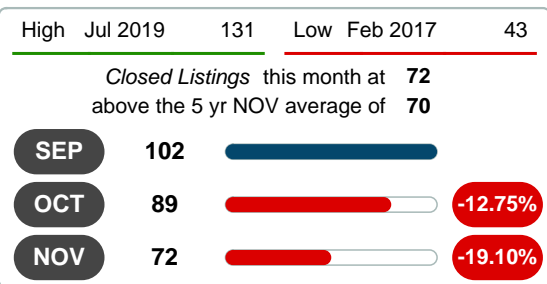 High Jul 2019 131 Low Feb 2017 43
Closed Listings this month at 72
above the 5 yr NOV average of 70
SEP 102
OCT 89 -12.75%
NOV 72 -19.10%